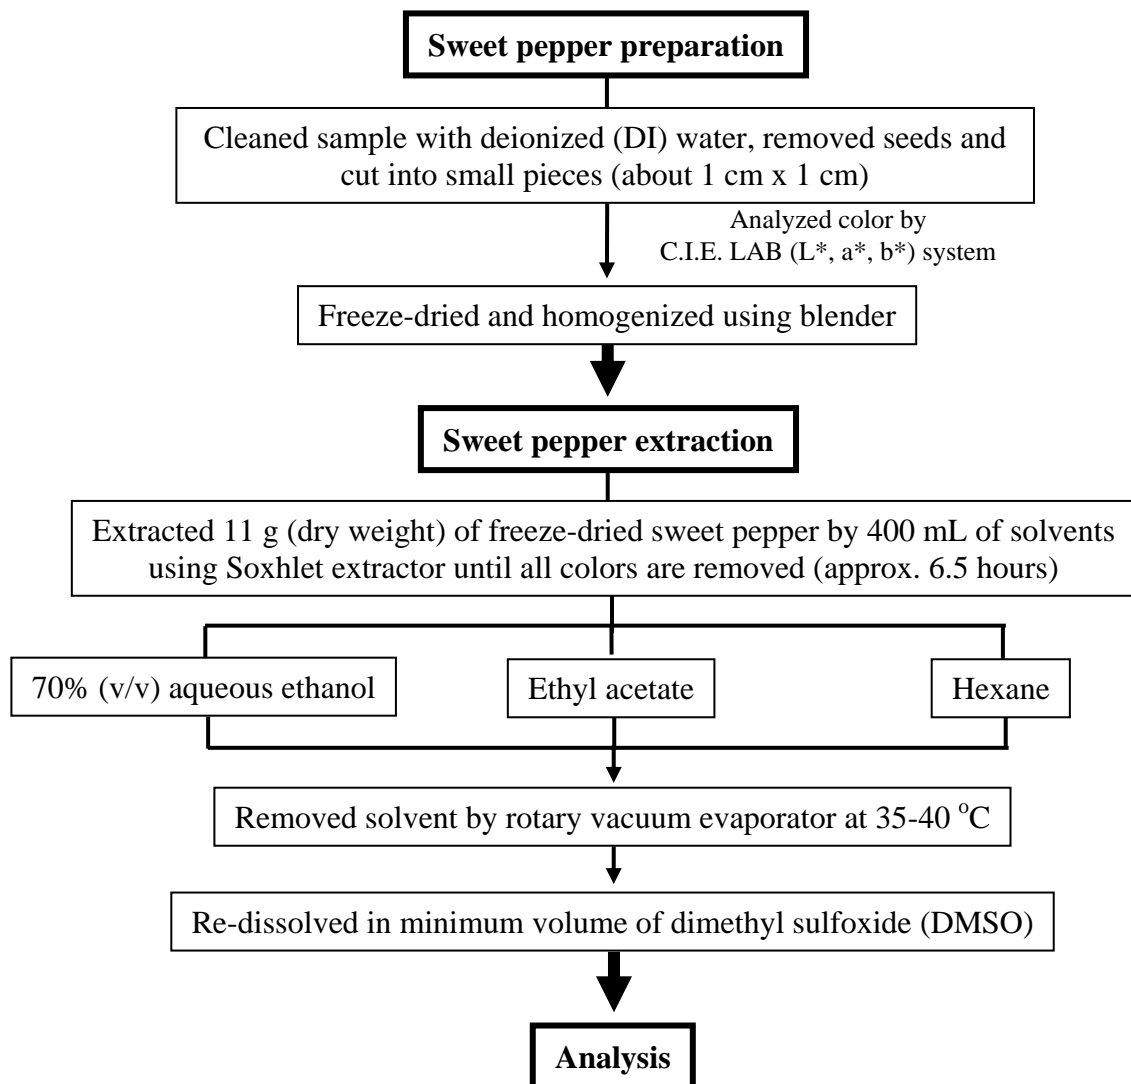 Sweet pepper preparation
Cleaned sample with deionized (DI) water, removed seeds and
cut into small pieces (about 1 cm x 1 cm)
Analyzed color by
C.I.E. LAB (L*, a*, b*) system
Freeze-dried and homogenized using blender
Sweet pepper extraction
Extracted 11 g (dry weight) of freeze-dried sweet pepper by 400 mL of solvents
using Soxhlet extractor until all colors are removed (approx. 6.5 hours)
70% (v/v) aqueous ethanol
Ethyl acetate
Hexane
Removed solvent by rotary vacuum evaporator at 35-40 °C
Re-dissolved in minimum volume of dimethyl sulfoxide (DMSO)
Analysis